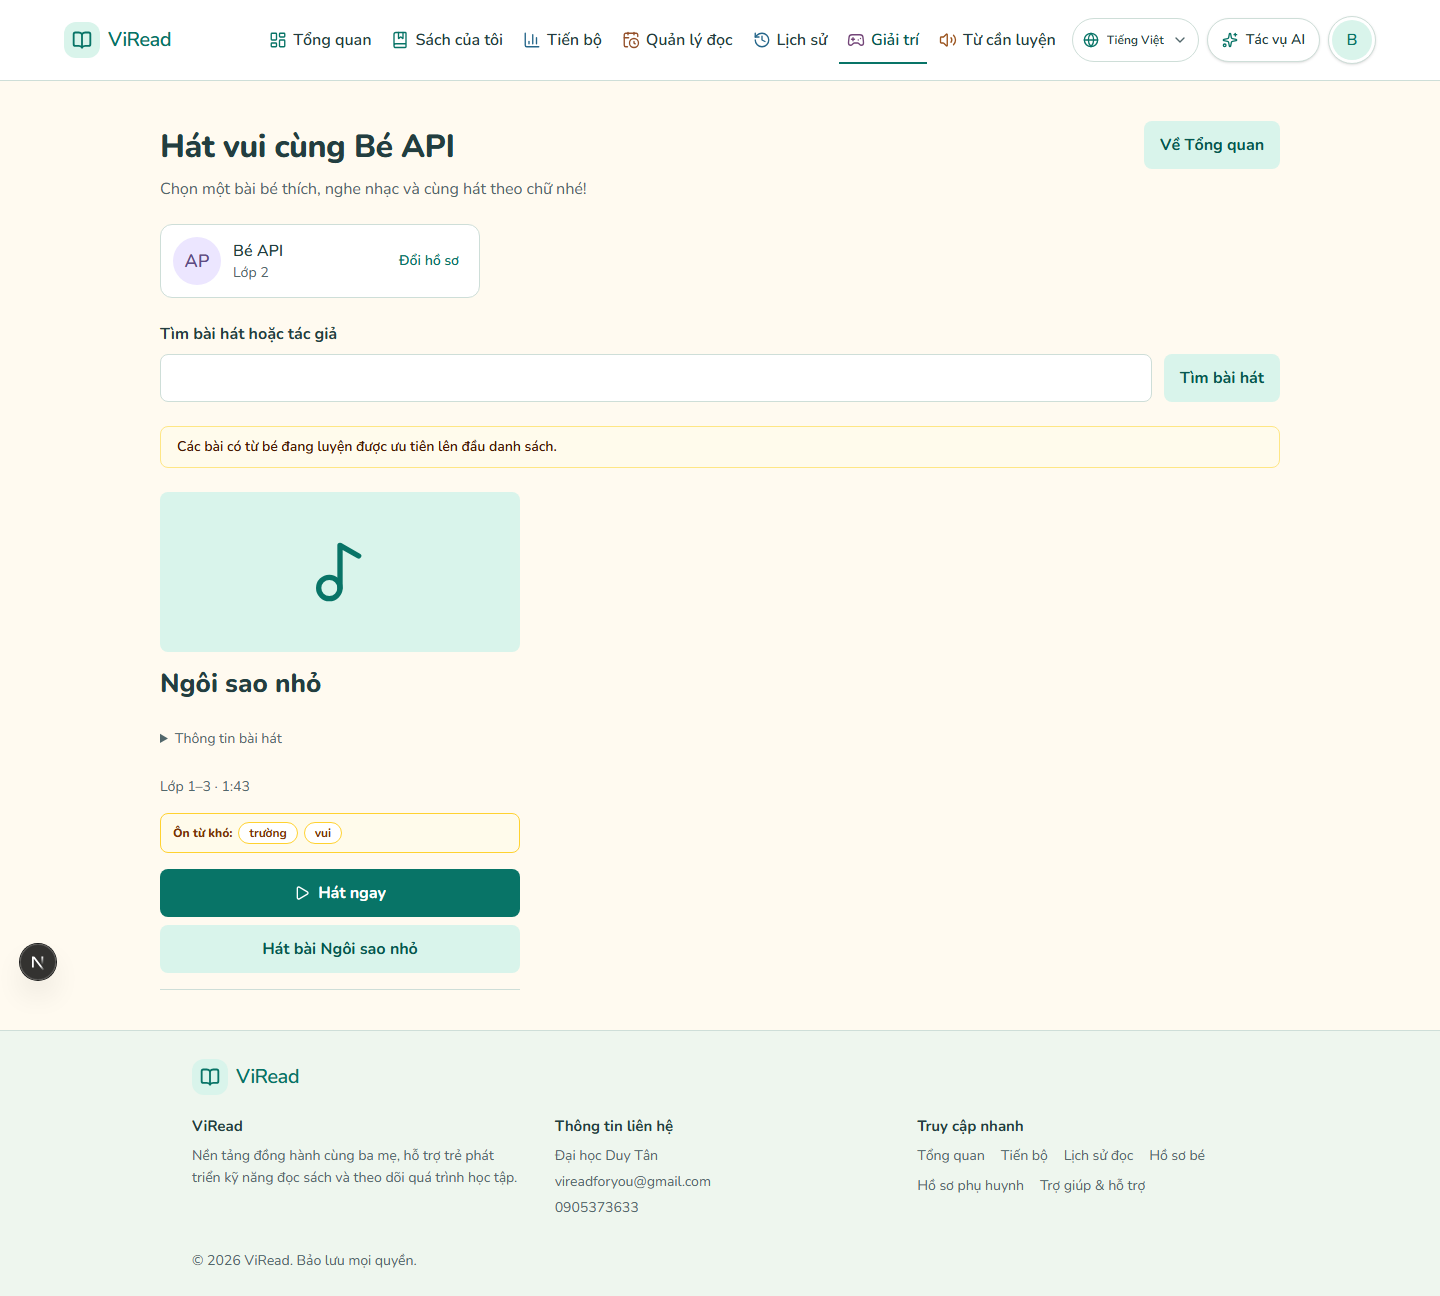 ViRead
Tổng quan
Sách của tôi
Tiến bộ
Quản lý đọc
Lịch sử
Giải trí
Từ cần luyện
Tiếng Việt
Tác vụ AI
B
Hát vui cùng Bé API
Về Tổng quan
Chọn một bài bé thích, nghe nhạc và cùng hát theo chữ nhé!
AP
Bé API
Lớp 2
Đổi hồ sơ
Tìm bài hát hoặc tác giả
Tìm bài hát
Các bài có từ bé đang luyện được ưu tiên lên đầu danh sách.
Ngôi sao nhỏ
Thông tin bài hát
Lớp 1–3 · 1:43
Ôn từ khó: trường vui
Hát ngay
Hát bài Ngôi sao nhỏ
N
ViRead
ViRead
Nền tảng đồng hành cùng ba mẹ, hỗ trợ trẻ phát
triển kỹ năng đọc sách và theo dõi quá trình học tập.
Thông tin liên hệ
Đại học Duy Tân
vireadforyou@gmail.com
0905373633
Truy cập nhanh
Tổng quan Tiến bộ Lịch sử đọc Hồ sơ bé
Hồ sơ phụ huynh Trợ giúp & hỗ trợ
© 2026 ViRead. Bảo lưu mọi quyền.